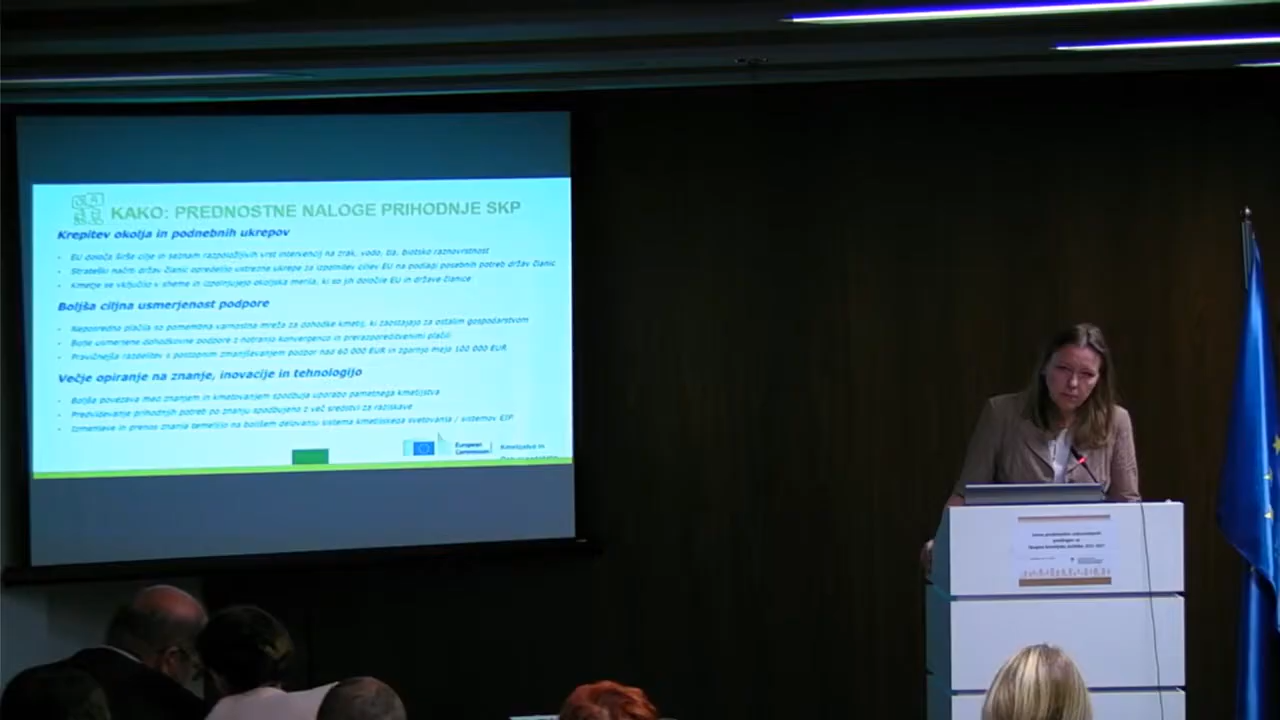 KAKO: PREDNOSTNE NALOGE PRIHODNJE SKP
Krepitev okolja in podnebnih ukrepov
EU določa širše cilje in seznam razpoložljivih vrst intervencij na zrak, vodo, tla, biotsko raznovrstnost
Strateški načrti držav članic opredelijo ustrezne ukrepe za izpolnitev ciljev EU na podlagi posebnih potreb držav članic
Kmetje se vključijo v sheme in izpolnjujejo okoljska merila, ki so jih določile EU in države članice
Boljša ciljna usmerjenost podpore
Neposredna plačila so pomembna varnostna mreža za dohodke kmetij, ki zaostajajo za ostalim gospodarstvom
Bolje usmerjene dohodkovne podpore z notranjo konvergenco in prerazporeditvenimi plačili
Pravičnejša razdelitev s postopnim zmanjševanjem podpor nad 60 000 EUR in zgornjo mejo 100 000 EUR
Večje opiranje na znanje, inovacije in tehnologijo
Boljša povezava med znanjem in kmetovanjem spodbuja uporabo pametnega kmetijstva
Predvidevanje prihodnjih potreb po znanju spodbujeno z več sredstvi za raziskave
Izmenjave in prenos znanja temeljijo na boljšem delovanju sistema kmetijskega svetovanja / sistemov EIP
European
Commission
Kmetijstvo in